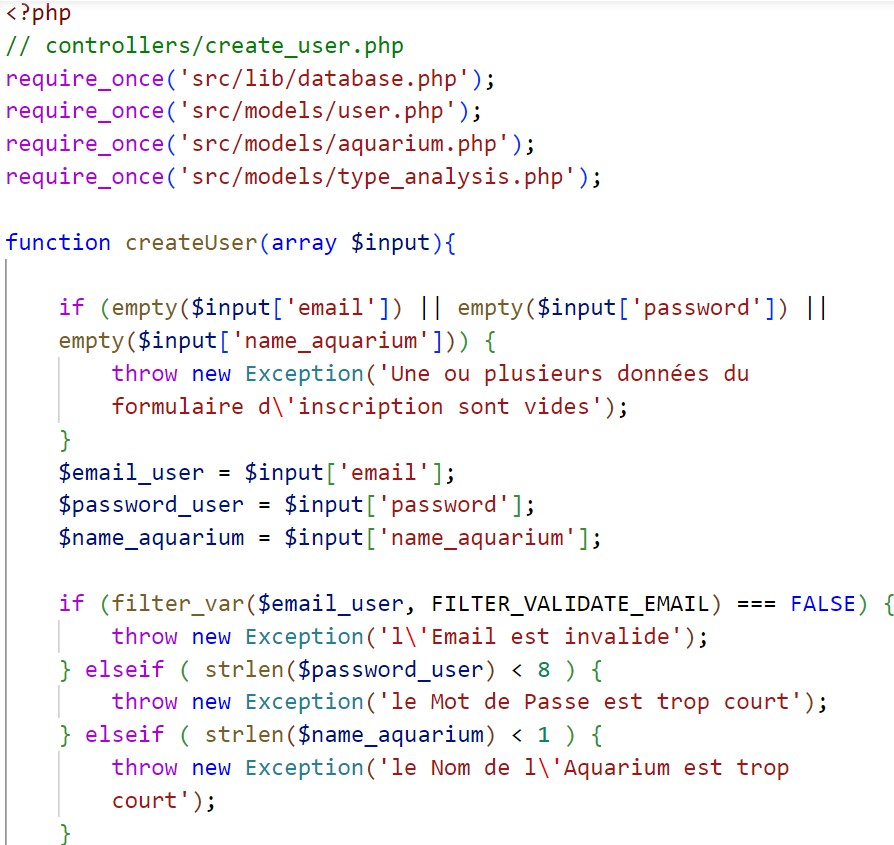 <?php
// controllers/create_user.php
require_once('src/lib/database.php');
require_once('src/models/user.php');
require_once('src/models/aquarium.php');
require_once('src/models/type_analysis.php');
function createUser(array $input){
if (empty($input['email']) || empty($input['password']) ||
empty($input['name_aquarium'])) {
throw new Exception('Une ou plusieurs données du
formulaire d\'inscription sont vides');
}
$email_user = $input['email'];
$password_user = $input['password'];
$name_aquarium = $input['name_aquarium'];
if (filter_var($email_user, FILTER_VALIDATE_EMAIL) === FALSE) {
throw new Exception('l\'Email est invalide');
} elseif ( strlen($password_user) < 8 ) {
throw new Exception('le Mot de Passe est trop court');
} elseif ( strlen($name_aquarium) < 1 ) {
throw new Exception('le Nom de l\'Aquarium est trop
court');
}